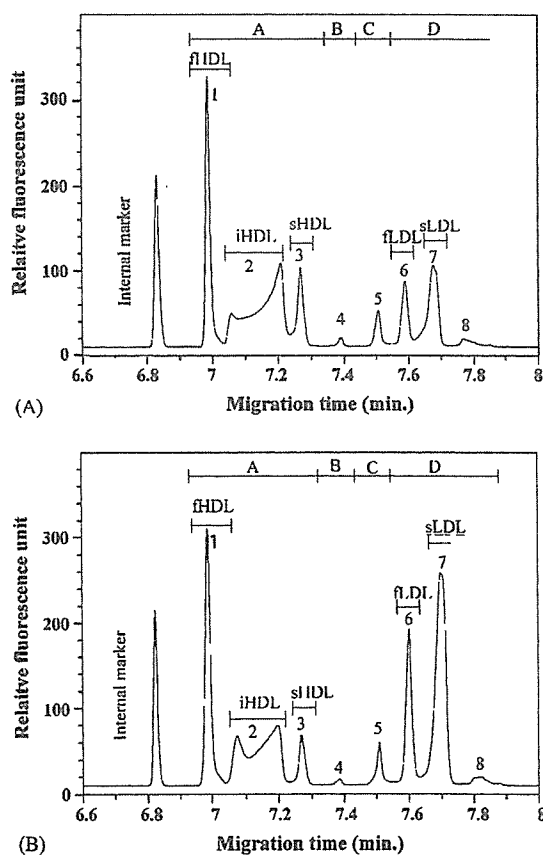 A B C D
fHDL
300
1
Relaitve fluorescence unit
Internal marker
200
iHDL
2
sHDL
3
fLDL
6
sLDL
7
100
4
5
8
0
6.6 6.8 7 7.2 7.4 7.6 7.8 8
(A) Migration time (min.)
A B C D
fHDL
300
1
sLDL
7
Relaitve fluorescence unit
Internal marker
fLDL
6
200
iHDL
2
sHDL
3
100
4
5
8
0
6.6 6.8 7 7.2 7.4 7.6 7.8 8
(B) Migration time (min.)